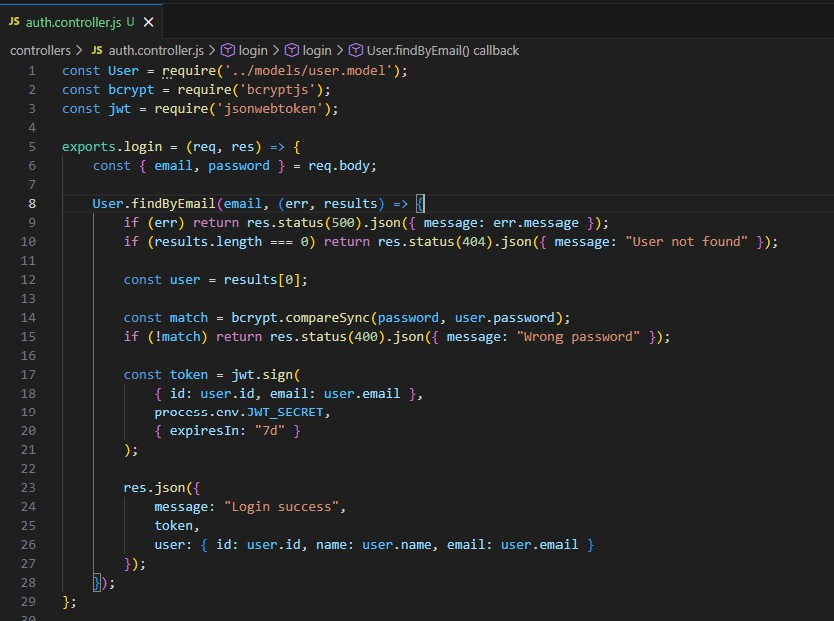 JS auth.controller.js U ×
controllers > JS auth.controller.js > login > login > User.findByEmail() callback
1 const User = require('../models/user.model');
2 const bcrypt = require('bcryptjs');
3 const jwt = require('jsonwebtoken');
4
5 exports.login = (req, res) => {
6     const { email, password } = req.body;
7
8     User.findByEmail(email, (err, results) => {
9         if (err) return res.status(500).json({ message: err.message });
10         if (results.length === 0) return res.status(404).json({ message: "User not found" });
11
12         const user = results[0];
13
14         const match = bcrypt.compareSync(password, user.password);
15         if (!match) return res.status(400).json({ message: "Wrong password" });
16
17         const token = jwt.sign(
18             { id: user.id, email: user.email },
19             process.env.JWT_SECRET,
20             { expiresIn: "7d" }
21         );
22
23         res.json({
24             message: "Login success",
25             token,
26             user: { id: user.id, name: user.name, email: user.email }
27         });
28     });
29 };
30